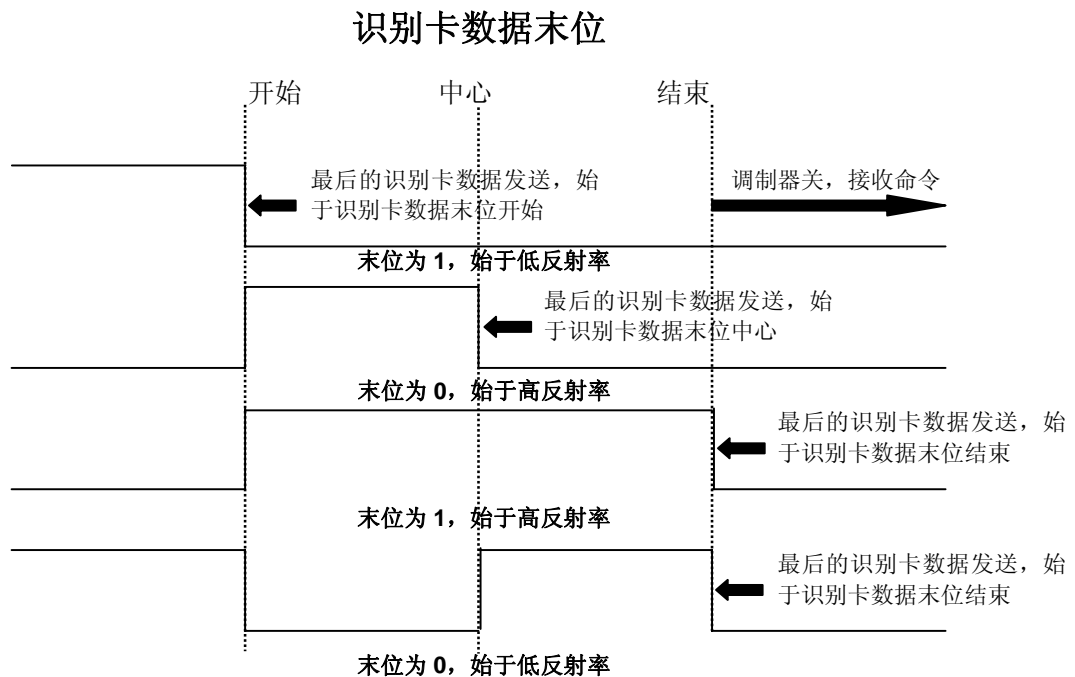 识别卡数据末位
开始 中心 结束
最后的识别卡数据发送，始
于识别卡数据末位开始
调制器关，接收命令
末位为 1，始于低反射率
最后的识别卡数据发送，始
于识别卡数据末位中心
末位为 0，始于高反射率
最后的识别卡数据发送，始
于识别卡数据末位结束
末位为 1，始于高反射率
最后的识别卡数据发送，始
于识别卡数据末位结束
末位为 0，始于低反射率